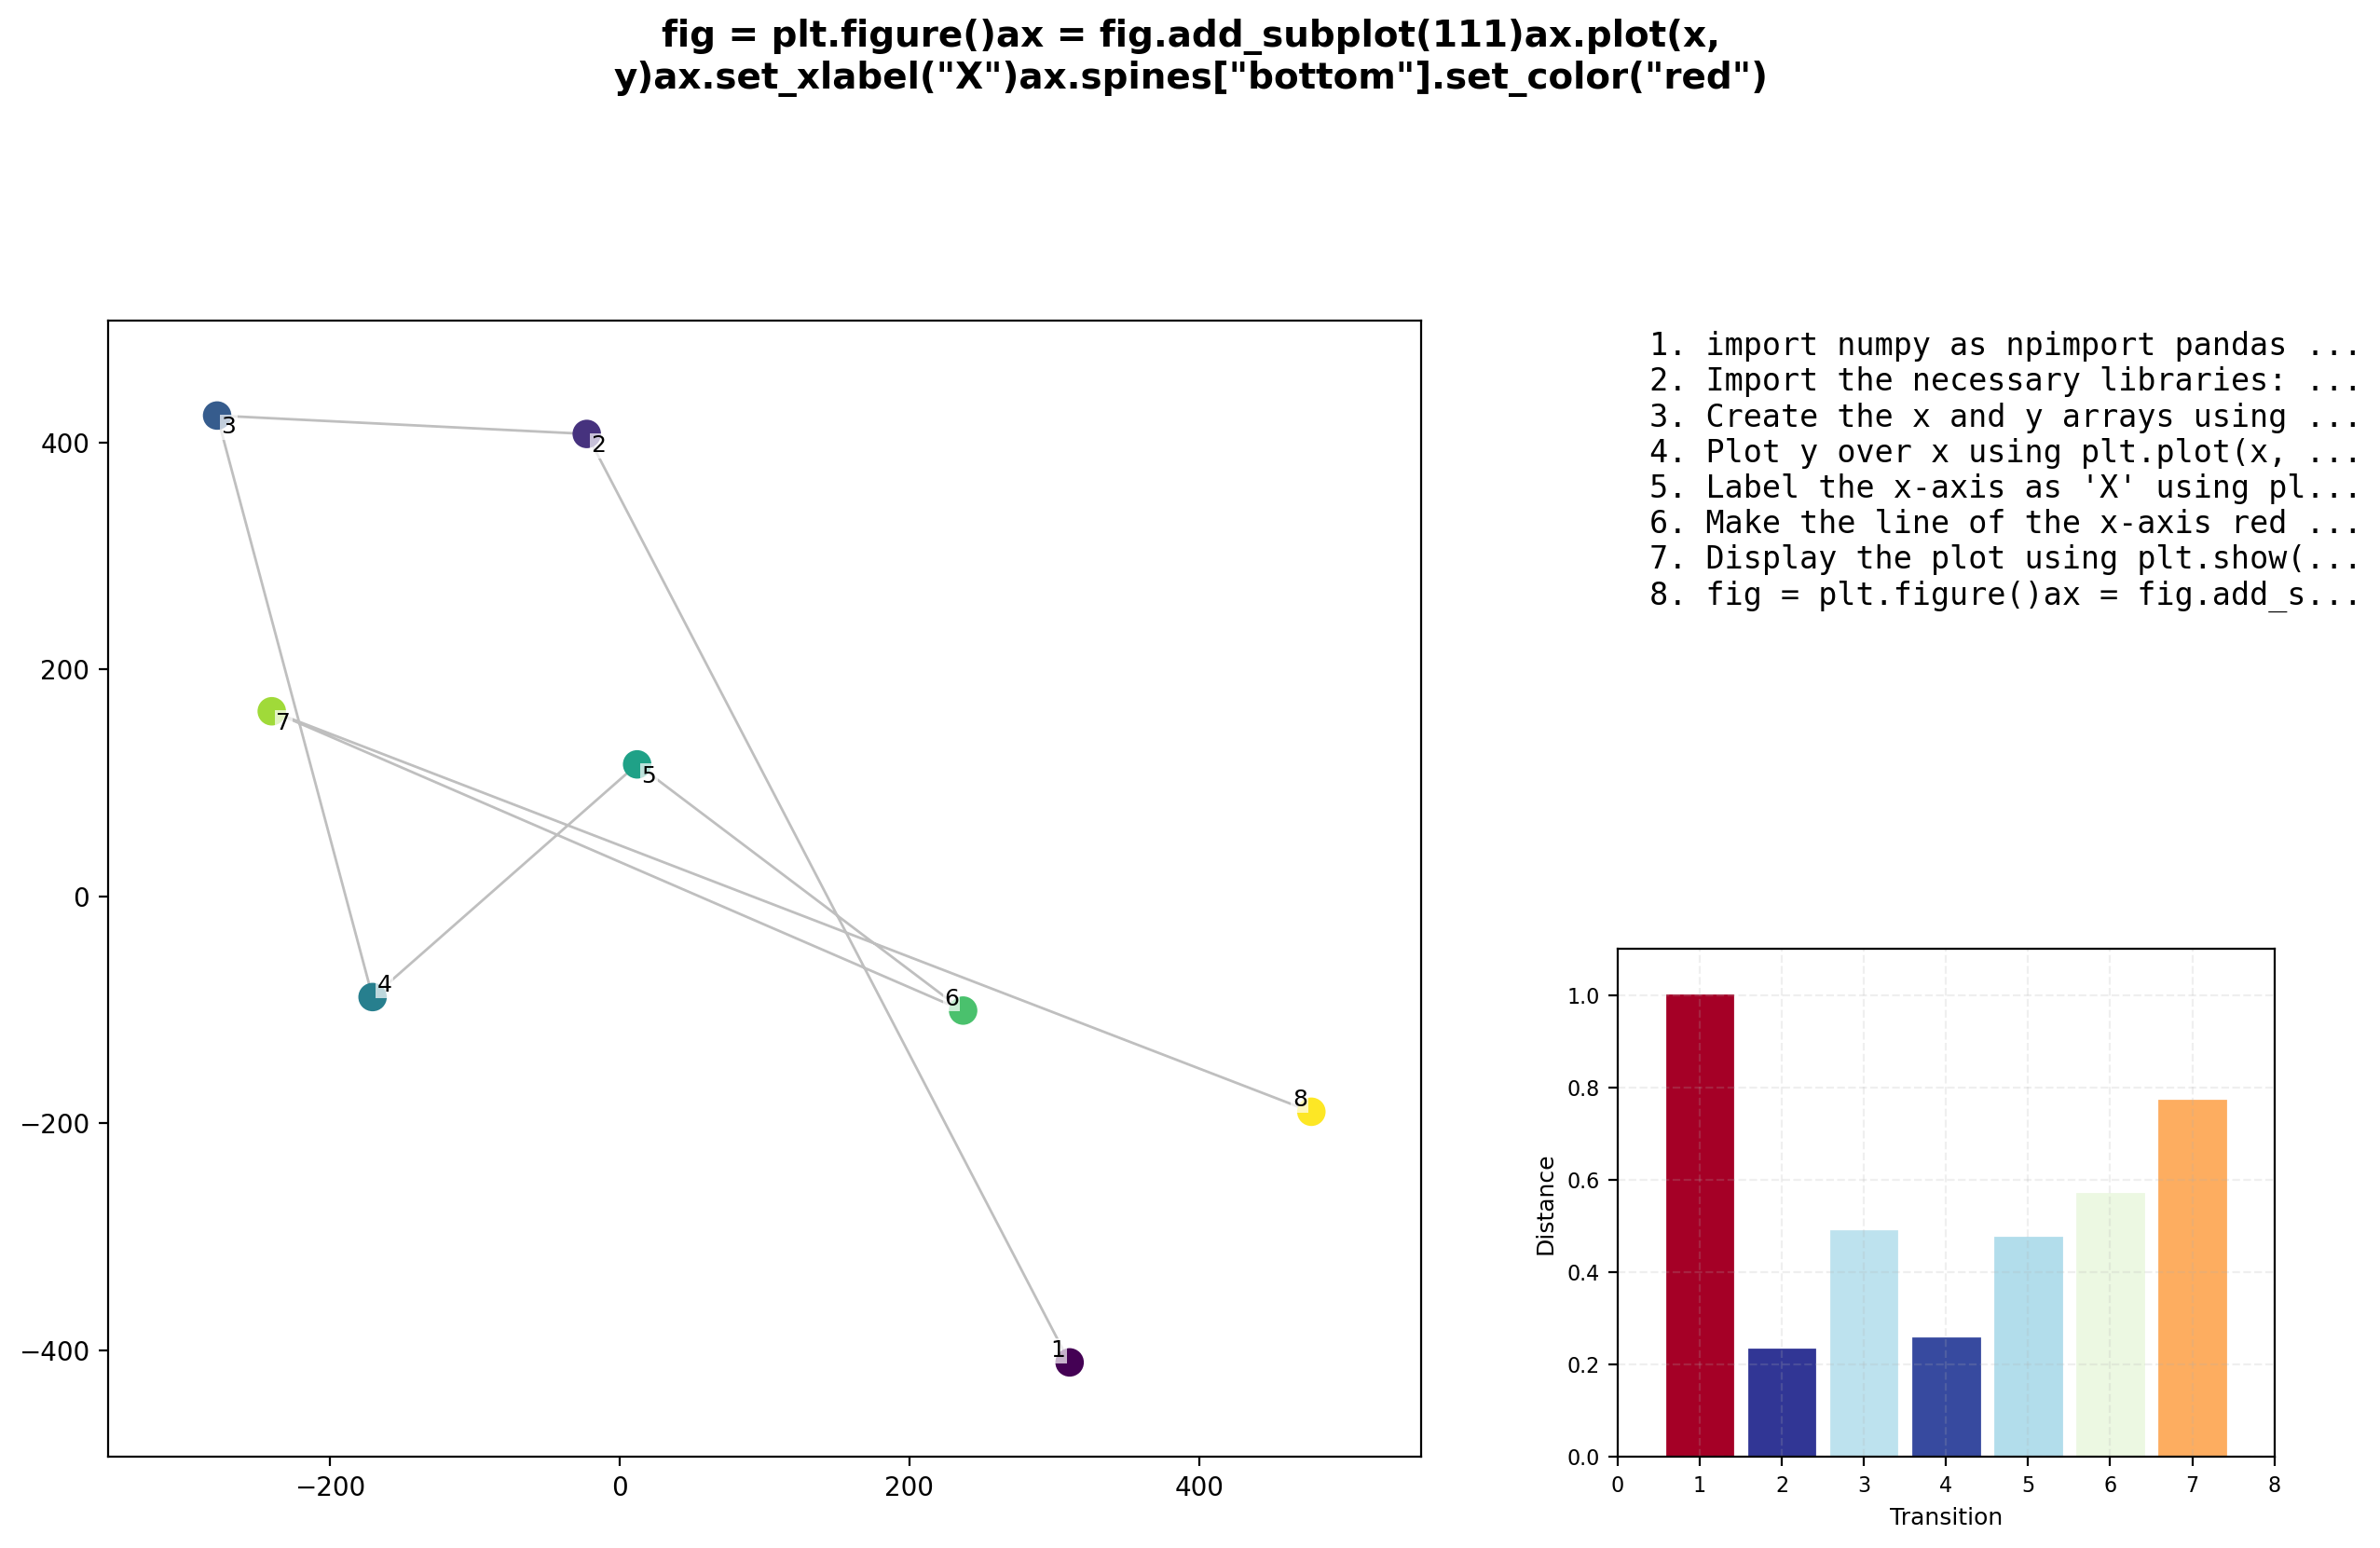 fig = plt.figure()ax = fig.add_subplot(111)ax.plot(x,
y)ax.set_xlabel("X")ax.spines["bottom"].set_color("red")
400
200
0
−200
−400
−200
0
200
400
3
2
7
5
4
6
8
1
1. import numpy as npimport pandas ...
2. Import the necessary libraries: ...
3. Create the x and y arrays using ...
4. Plot y over x using plt.plot(x, ...
5. Label the x-axis as 'X' using pl...
6. Make the line of the x-axis red ...
7. Display the plot using plt.show(...
8. fig = plt.figure()ax = fig.add_s...
Distance
1.0
0.8
0.6
0.4
0.2
0.0
0
1
2
3
4
5
6
7
8
Transition